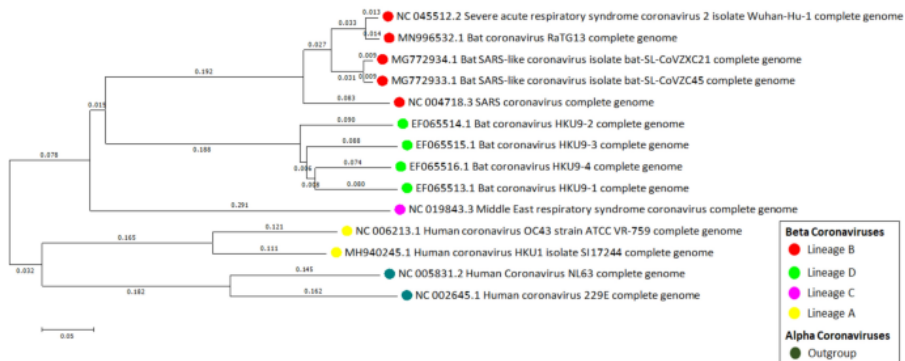 0.012
NC 045512.2 Severe acute respiratory syndrome coronavirus 2 isolate Wuhan-Hu-1 complete genome
0.033
0.014
MN996532.1 Bat coronavirus RaTG13 complete genome
0.027
0.009
MG772934.1 Bat SARS-like coronavirus isolate bat-SL-CoVZXC21 complete genome
0.192
0.031
0.009
MG772933.1 Bat SARS-like coronavirus isolate bat-SL-CoVZC45 complete genome
0.063
NC 004718.3 SARS coronavirus complete genome
0.015
0.090
EF065514.1 Bat coronavirus HKU9-2 complete genome
0.188
0.088
EF065515.1 Bat coronavirus HKU9-3 complete genome
0.078
0.006
0.074
EF065516.1 Bat coronavirus HKU9-4 complete genome
0.008
0.080
EF065513.1 Bat coronavirus HKU9-1 complete genome
0.291
NC 019843.3 Middle East respiratory syndrome coronavirus complete genome
0.121
NC 006213.1 Human coronavirus OC43 strain ATCC VR-759 complete genome
0.165
0.111
MH940245.1 Human coronavirus HKU1 isolate SI17244 complete genome
0.032
0.145
NC 005831.2 Human Coronavirus NL63 complete genome
0.182
0.162
NC 002645.1 Human coronavirus 229E complete genome
0.05
Beta Coronaviruses
Lineage B
Lineage D
Lineage C
Lineage A
Alpha Coronaviruses
Outgroup